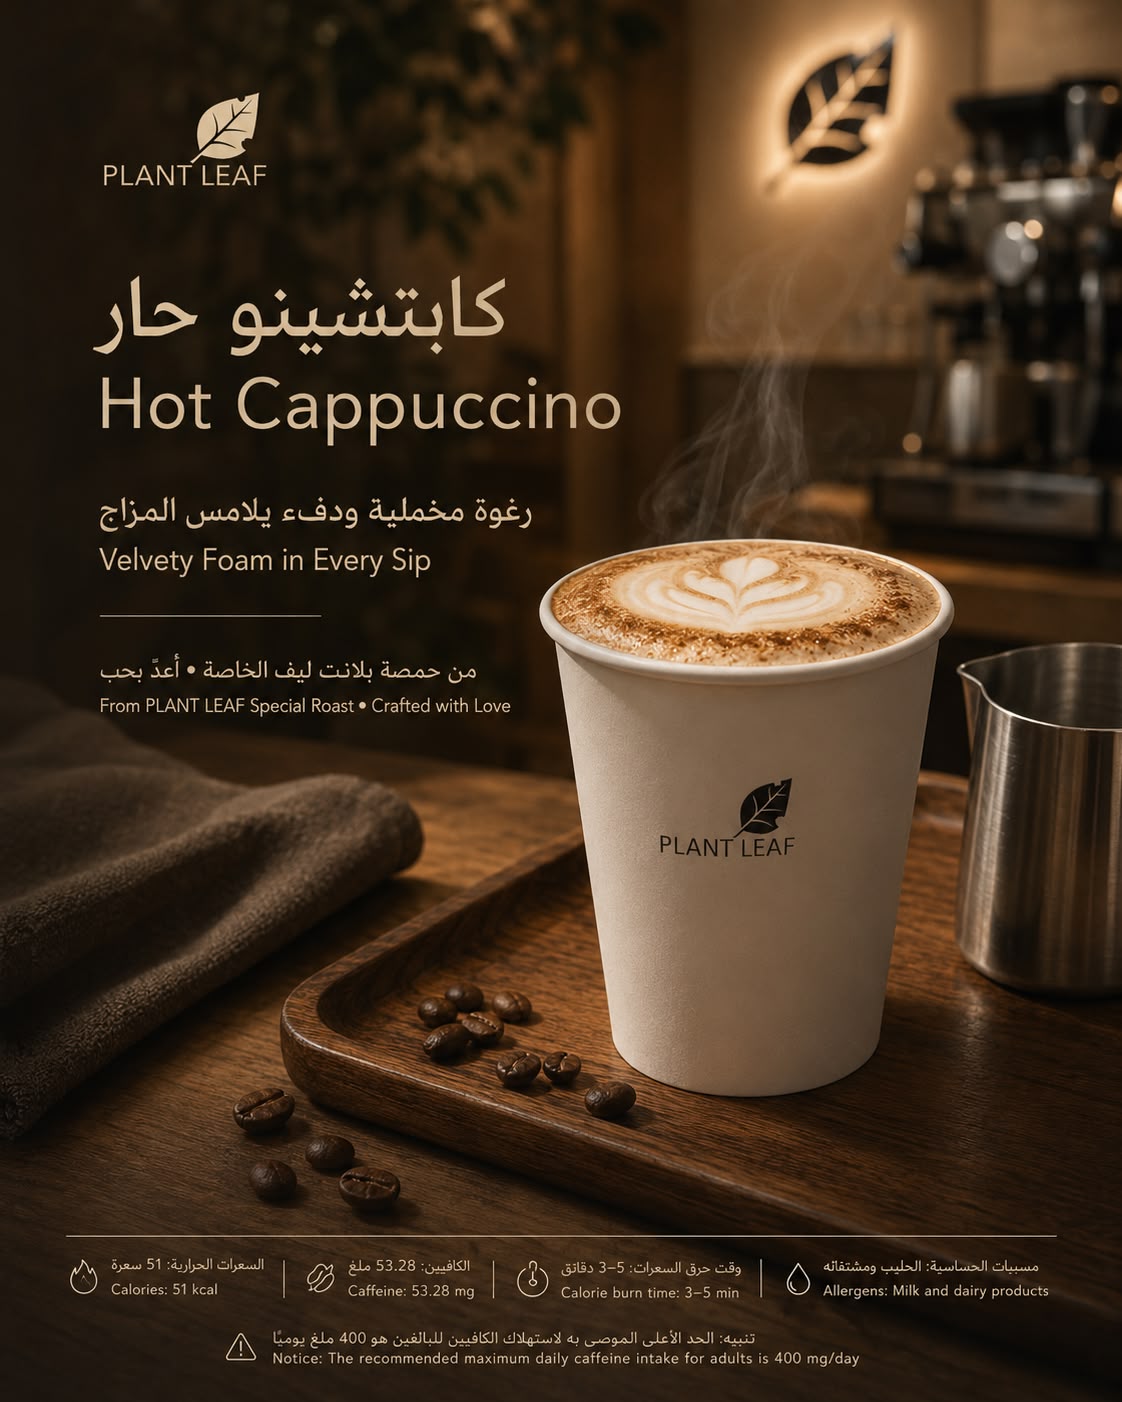 PLANT LEAF
كابتشينو حار
Hot Cappuccino
رغوة مخملية ودفء يلامس المزاج
Velvety Foam in Every Sip
من حمصة بلانت ليف الخاصة • أعدّ بحب
From PLANT LEAF Special Roast • Crafted with Love
PLANT LEAF
السعرات الحرارية: 51 سعرة
Calories: 51 kcal
الكافيين: 53.28 ملغ
Caffeine: 53.28 mg
وقت حرق السعرات: 3–5 دقائق
Calorie burn time: 3–5 min
مسببات الحساسية: الحليب ومشتقاته
Allergens: Milk and dairy products
تنبيه: الحد الأعلى الموصى به لاستهلاك الكافيين للبالغين هو 400 ملغ يوميًا
Notice: The recommended maximum daily caffeine intake for adults is 400 mg/day